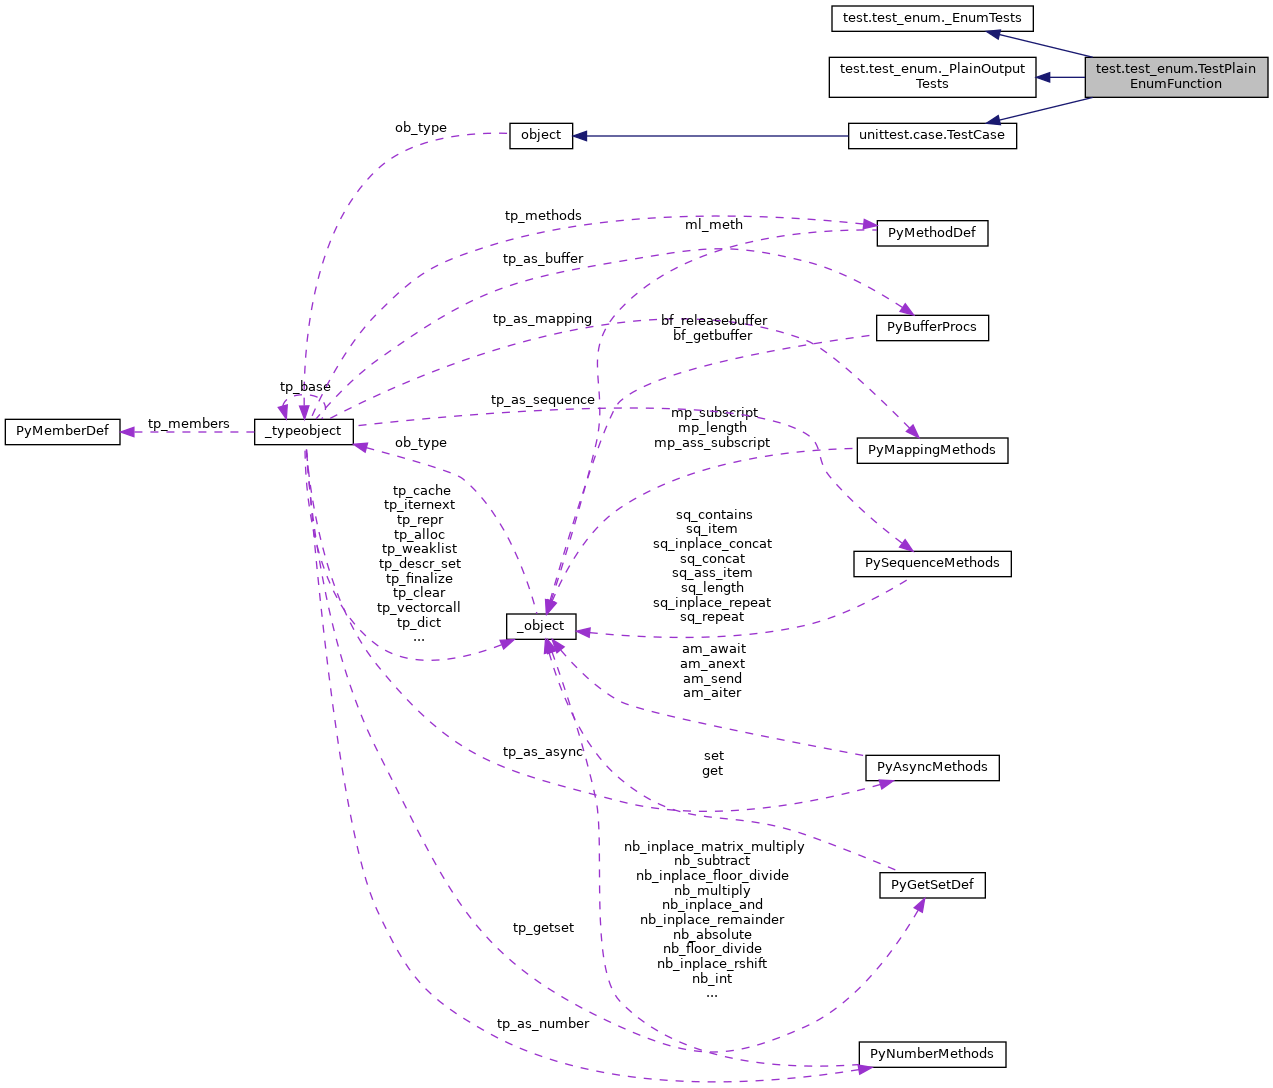 test.test_enum._EnumTests
test.test_enum._PlainOutput
Tests
test.test_enum.TestPlain
EnumFunction
ob_type
object
unittest.case.TestCase
tp_methods
ml_meth
PyMethodDef
tp_as_buffer
tp_as_mapping
bf_releasebuffer
bf_getbuffer
PyBufferProcs
tp_base
tp_as_sequence
PyMemberDef
tp_members
_typeobject
ob_type
mp_subscript
mp_length
mp_ass_subscript
PyMappingMethods
tp_cache
tp_iternext
tp_repr
tp_alloc
tp_weaklist
tp_descr_set
tp_finalize
tp_clear
tp_vectorcall
tp_dict
...
sq_contains
sq_item
sq_inplace_concat
sq_concat
sq_ass_item
sq_length
sq_inplace_repeat
sq_repeat
PySequenceMethods
_object
am_await
am_anext
am_send
am_aiter
tp_as_async
set
get
PyAsyncMethods
nb_inplace_matrix_multiply
nb_subtract
nb_inplace_floor_divide
nb_multiply
nb_inplace_and
nb_inplace_remainder
nb_absolute
nb_floor_divide
nb_inplace_rshift
nb_int
...
PyGetSetDef
tp_getset
tp_as_number
PyNumberMethods